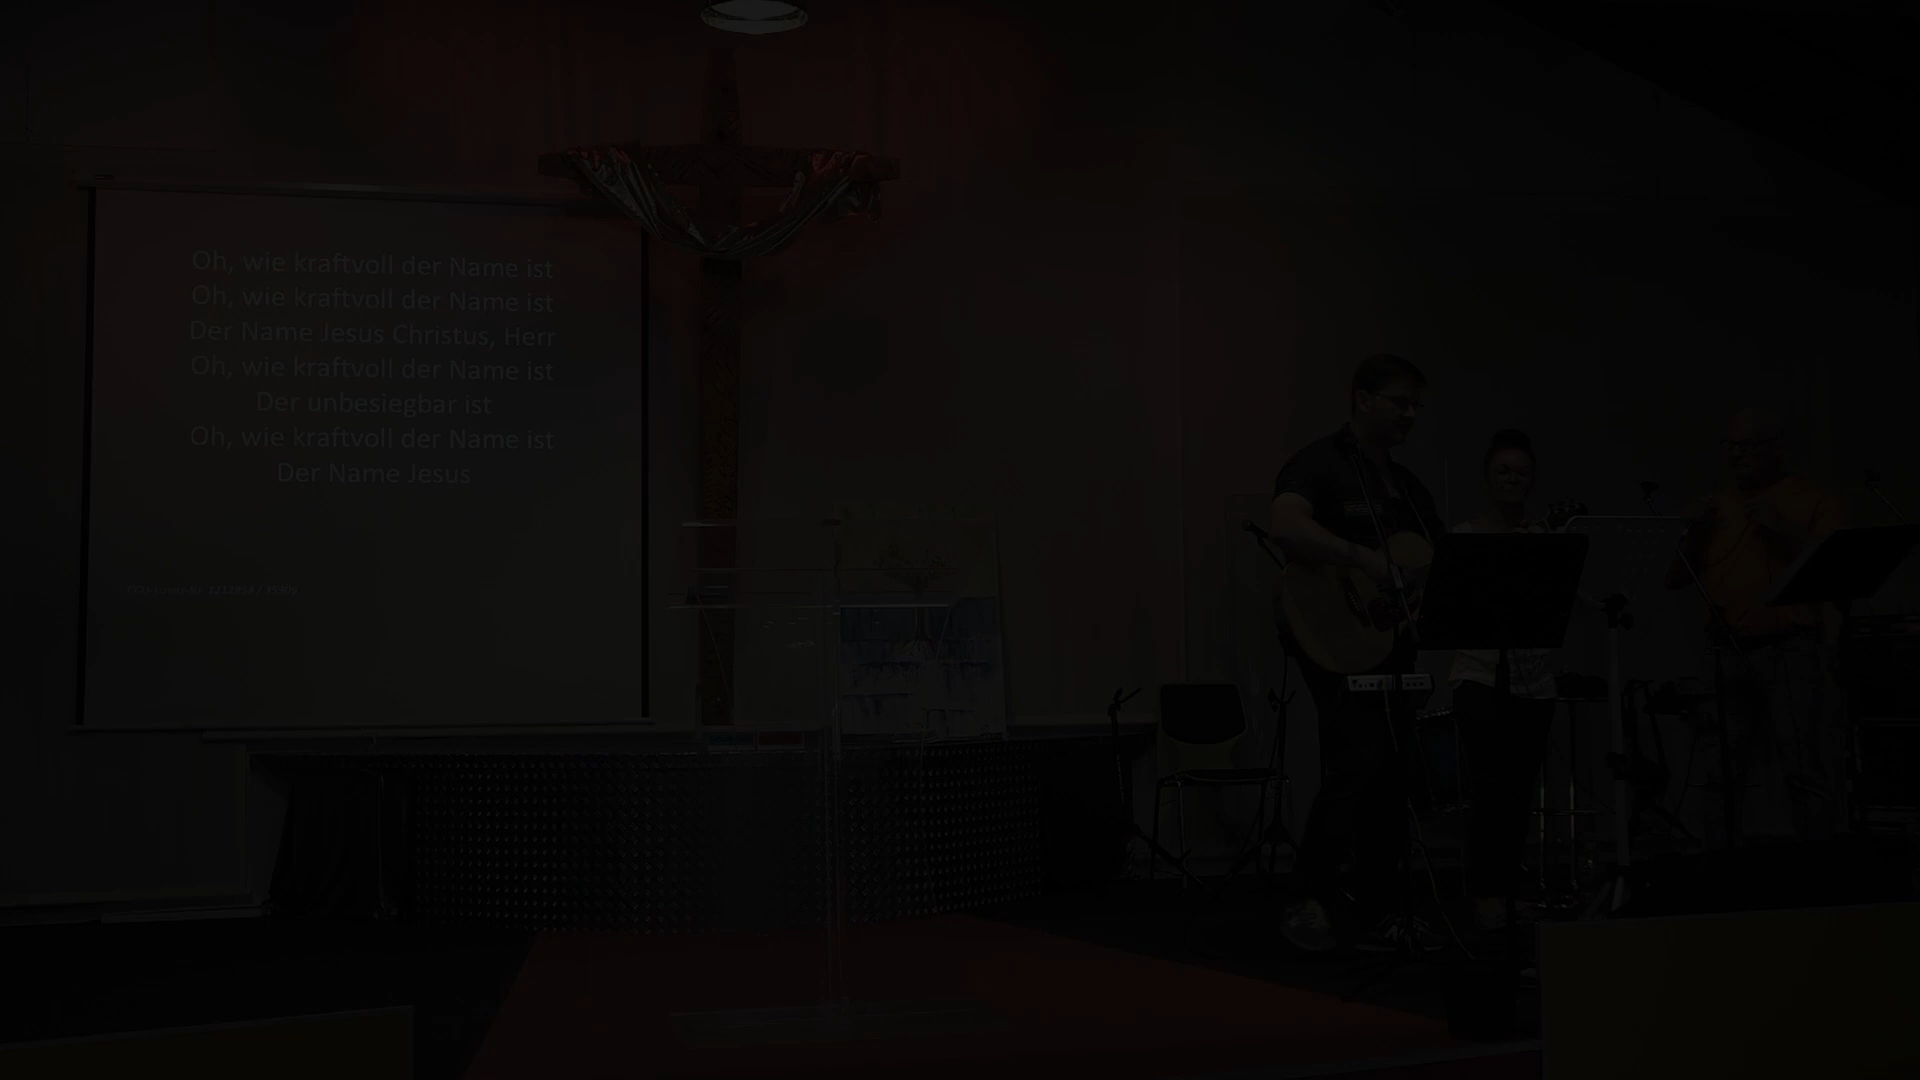 Oh, wie kraftvoll der Name ist
Oh, wie kraftvoll der Name ist
Der Name Jesus Christus, Herr
Oh, wie kraftvoll der Name ist
Der unbesiegbar ist
Oh, wie kraftvoll der Name ist
Der Name Jesus